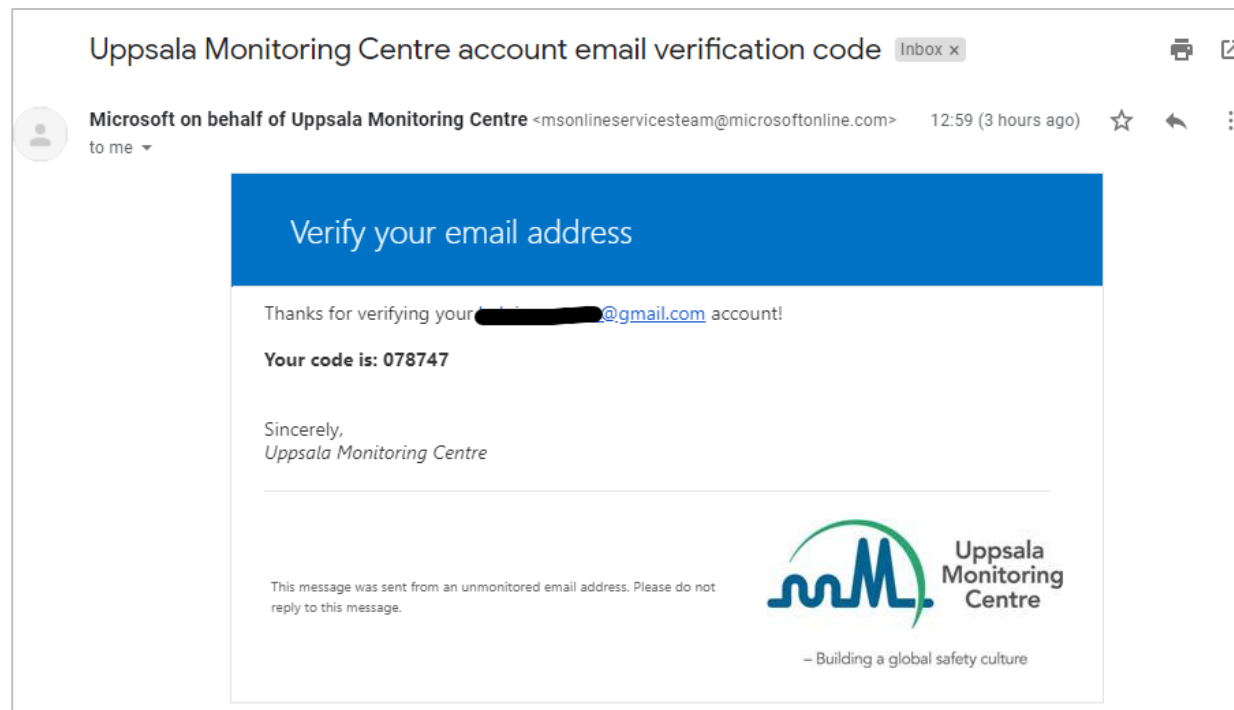 Uppsala Monitoring Centre account email verification code Inbox x
Microsoft on behalf of Uppsala Monitoring Centre <msonlineservicesteam@microsoftonline.com> 12:59 (3 hours ago)
to me
Verify your email address
Thanks for verifying your @gmail.com account!
Your code is: 078747
Sincerely,
Uppsala Monitoring Centre
This message was sent from an unmonitored email address. Please do not
reply to this message.
Uppsala
Monitoring
Centre
– Building a global safety culture